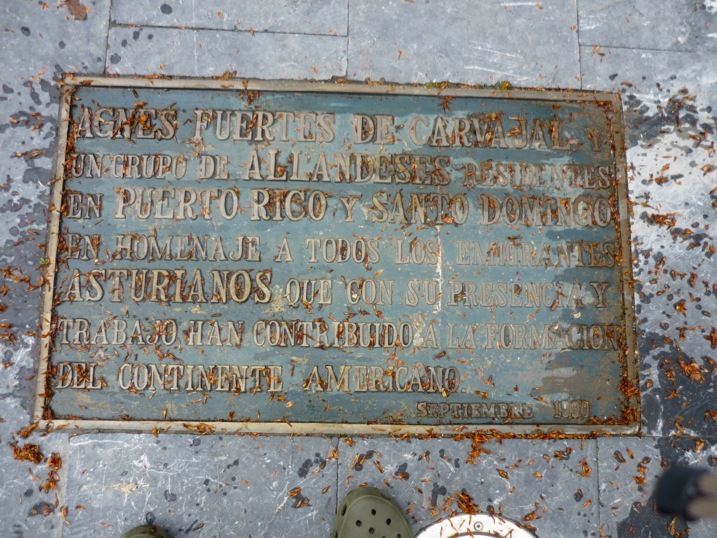 AGNES FUERTES DE CARVAJAL Y
UN GRUPO DE ALLANDESES RESIDENTES
EN PUERTO RICO Y SANTO DOMINGO
EN HOMENAJE A TODOS LOS EMIGRANTES
ASTURIANOS QUE CON SU PRESENCIA Y
TRABAJO, HAN CONTRIBUIDO A LA FORMACION
DEL CONTINENTE AMERICANO.
SEPTIEMBRE